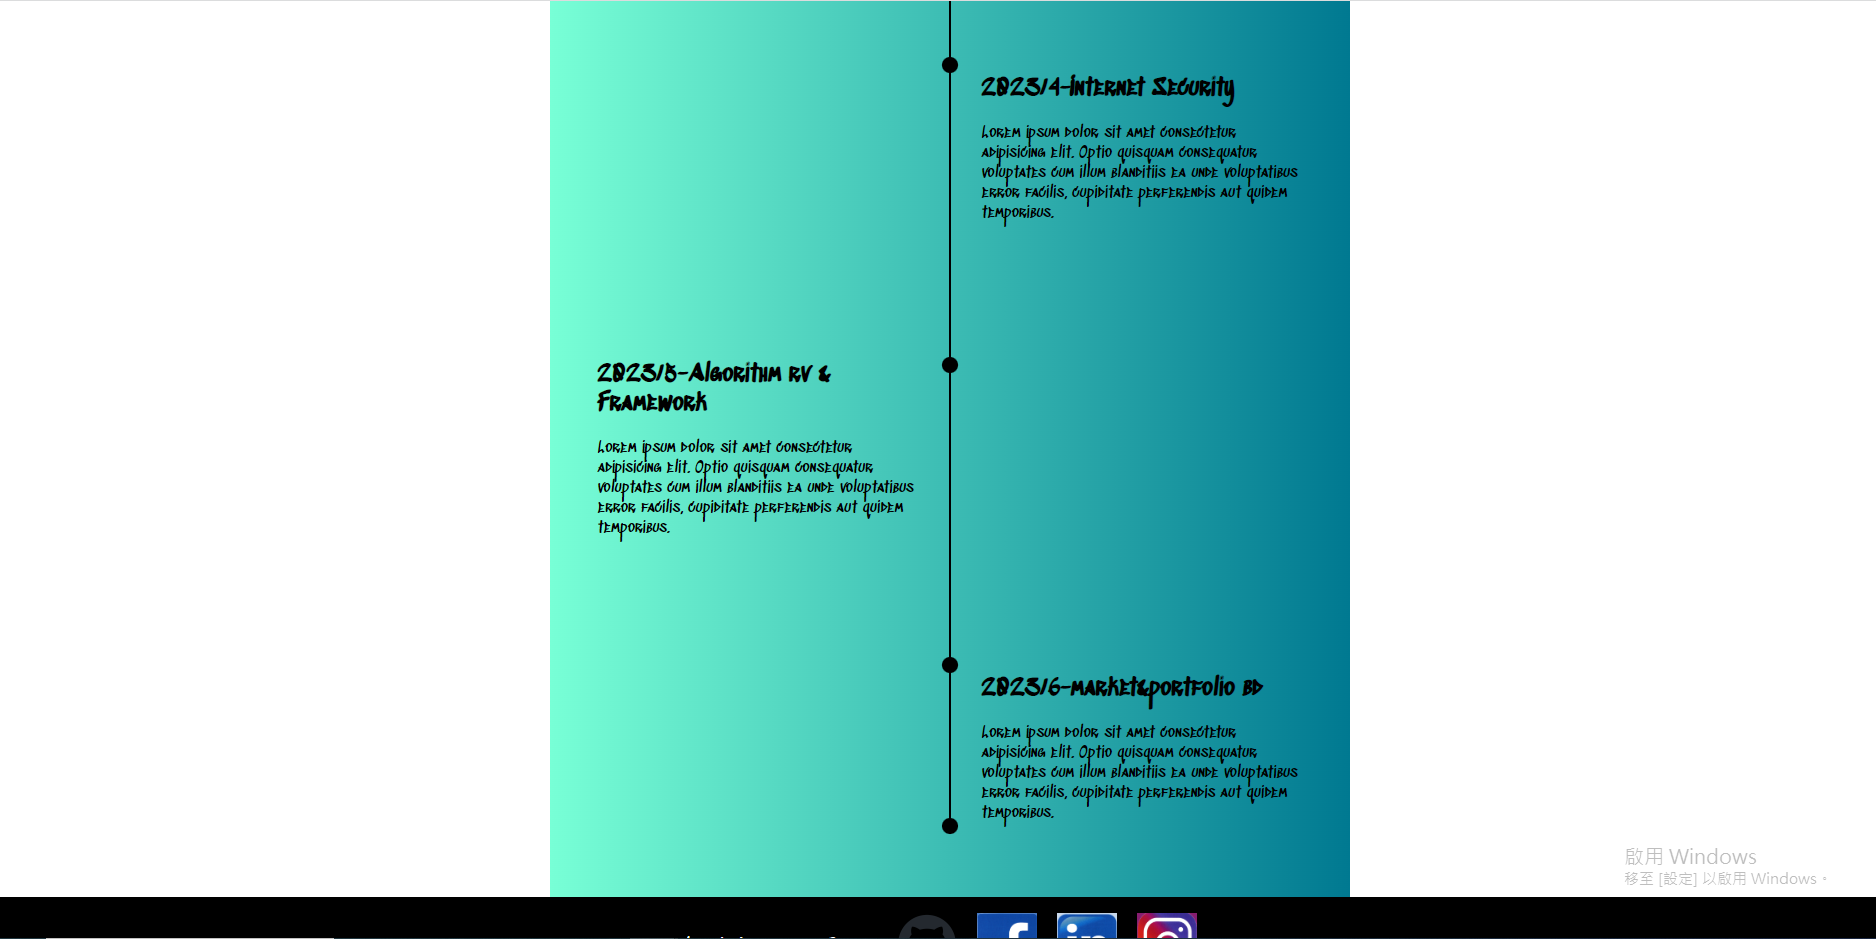 2023/4-Internet Security
Lorem ipsum dolor sit amet consectetur
adipisicing elit. Optio quisquam consequatur
voluptates cum illum blanditiis ea unde voluptatibus
error facilis, cupiditate perferendis aut quidem
temporibus.
2023/5-Algorithm rv &
Framework
Lorem ipsum dolor sit amet consectetur
adipisicing elit. Optio quisquam consequatur
voluptates cum illum blanditiis ea unde voluptatibus
error facilis, cupiditate perferendis aut quidem
temporibus.
2023/6-market&portfolio bd
Lorem ipsum dolor sit amet consectetur
adipisicing elit. Optio quisquam consequatur
voluptates cum illum blanditiis ea unde voluptatibus
error facilis, cupiditate perferendis aut quidem
temporibus.
啟用 Windows
移至 [設定] 以啟用 Windows。
f
in